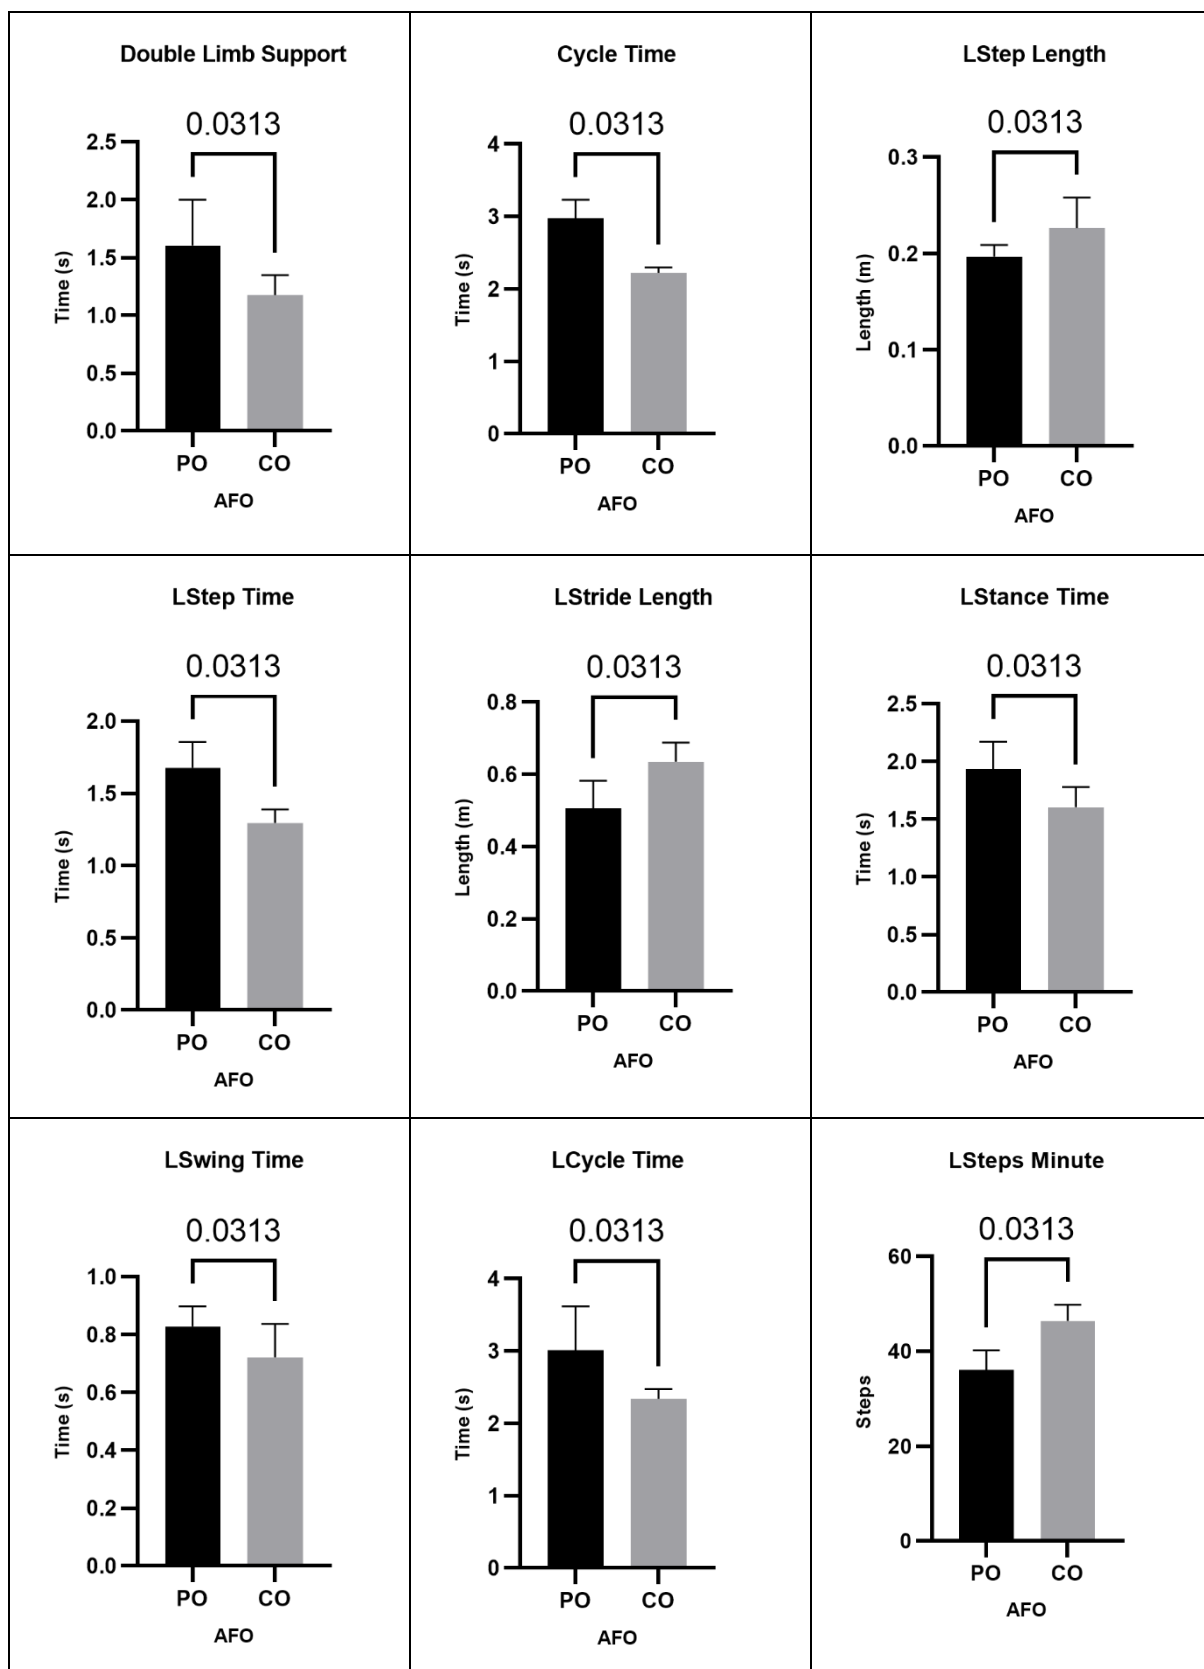 Double Limb Support
0.0313
2.5
2.0
1.5
1.0
0.5
0.0
Time (s)
PO CO
AFO
Cycle Time
0.0313
4
3
2
1
0
Time (s)
PO CO
AFO
LStep Length
0.0313
0.3
0.2
0.1
0.0
Length (m)
PO CO
AFO
LStep Time
0.0313
2.0
1.5
1.0
0.5
0.0
Time (s)
PO CO
AFO
LStride Length
0.0313
0.8
0.6
0.4
0.2
0.0
Length (m)
PO CO
AFO
LStance Time
0.0313
2.5
2.0
1.5
1.0
0.5
0.0
Time (s)
PO CO
AFO
LSwing Time
0.0313
1.0
0.8
0.6
0.4
0.2
0.0
Time (s)
PO CO
AFO
LCycle Time
0.0313
4
3
2
1
0
Time (s)
PO CO
AFO
LSteps Minute
0.0313
60
40
20
0
Steps
PO CO
AFO